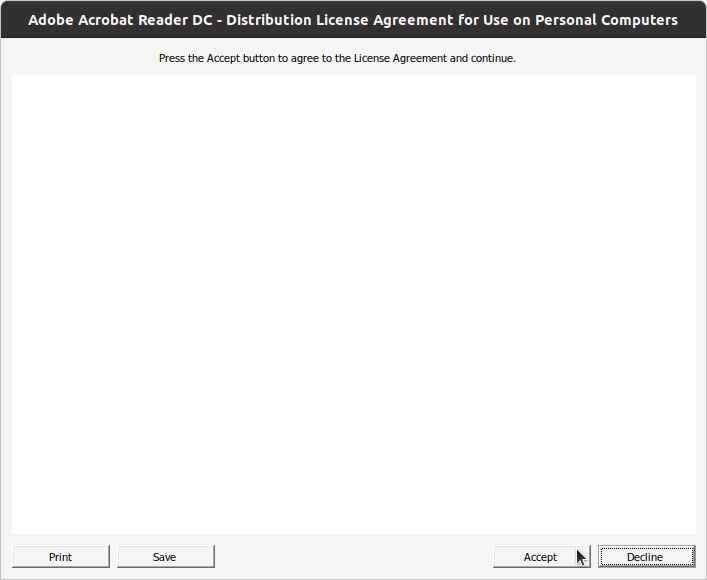 Adobe Acrobat Reader DC - Distribution License Agreement for Use on Personal Computers
Press the Accept button to agree to the License Agreement and continue.
Print
Save
Accept
Decline